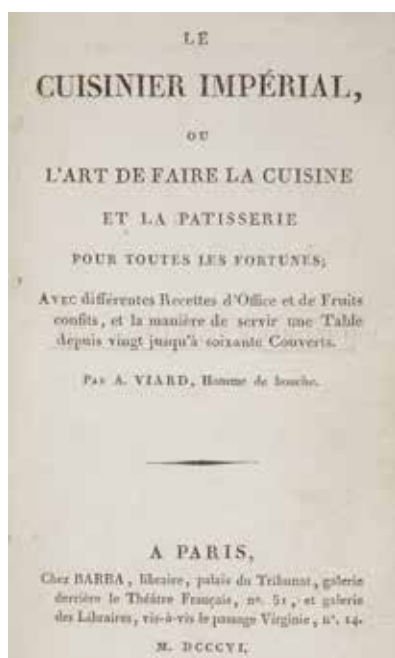 LE
CUISINIER IMPÉRIAL,
OU
L'ART DE FAIRE LA CUISINE
ET LA PATISSERIE
POUR TOUTES LES FORTUNES;
AVEC différentes Recettes d'Office et de Fruits
confits, et la manière de servir une Table
depuis vingt jusqu'à soixante Couverts.
PAR A. VIARD, Homme de bouche.
A PARIS,
Chez BARBA, libraire, palais du Tribunat, galerie
derrière le Théâtre Français, n°. 51, et galerie
des Libraires, vis-à-vis le passage Virginie, n°. 14.
M. DCCCVI.